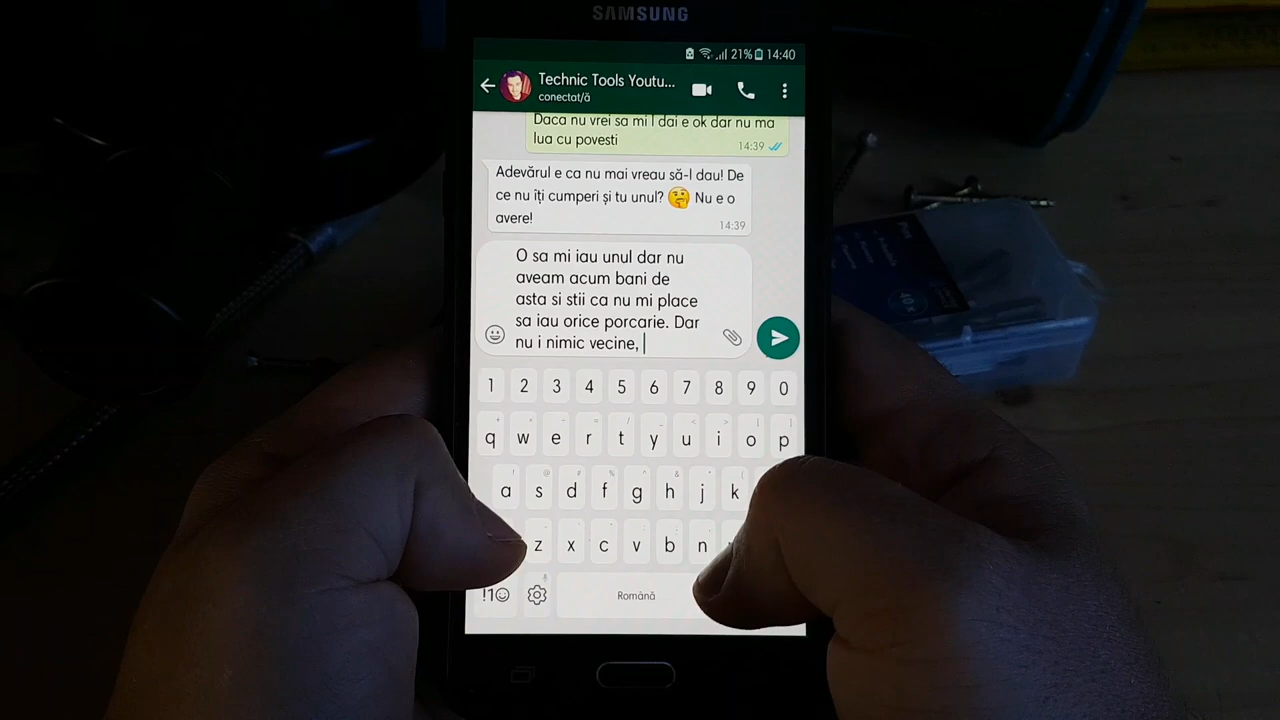 SAMSUNG
21% 14:40
Technic Tools Youtu...
conectat/ă
Daca nu vrei sa mi l dai e ok dar nu ma
lua cu povesti
14:39
Adevărul e ca nu mai vreau să-l dau! De
ce nu îți cumperi și tu unul? 🤔 Nu e o
avere!
14:39
O sa mi iau unul dar nu
aveam acum bani de
asta si stii ca nu mi place
sa iau orice porcarie. Dar
nu i nimic vecine,
1 2 3 4 5 6 7 8 9 0
q w e r t y u i o p
a s d f g h j k
z x c v b n
!1☺ Română
40x